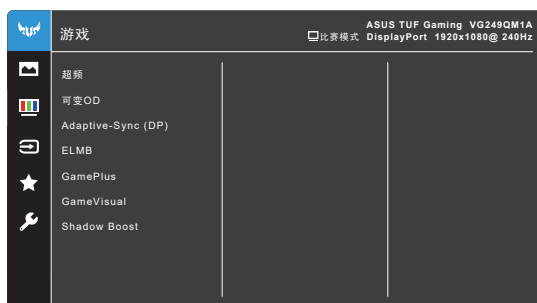 ASUS TUF Gaming VG249QM1A
游戏
比赛模式 DisplayPort 1920x1080@ 240Hz
超频
可变OD
Adaptive-Sync (DP)
ELMB
GamePlus
GameVisual
Shadow Boost